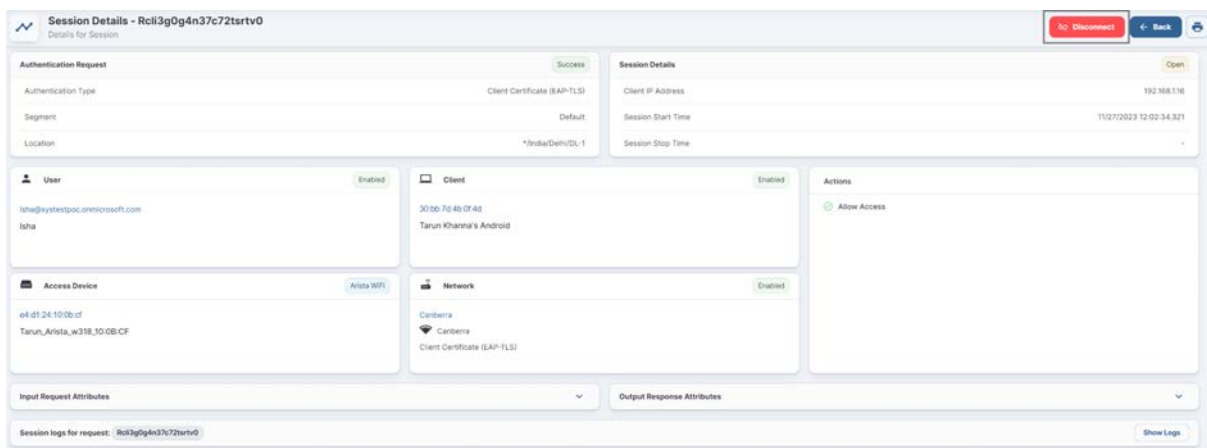 Session Details - Rcli3g0g4n37c72tsrtv0
Details for Session
Disconnect
Back
Authentication Request
Success
Authentication Type
Client Certificate (EAP-TLS)
Segment
Default
Location
*/India/Delhi/DL-1
Session Details
Open
Client IP Address
192.168.1.16
Session Start Time
11/27/2023 12:02:34.321
Session Stop Time
-
User
Enabled
isha@systestpoc.onmicrosoft.com
Isha
Client
Enabled
30:bb:7d:4b:0f:4d
Tarun Khanna's Android
Actions
Allow Access
Access Device
Arista WiFi
e4:d1:24:10:0b:cf
Tarun_Arista_w318_10:0B:CF
Network
Enabled
Canberra
Canberra
Client Certificate (EAP-TLS)
Input Request Attributes
Output Response Attributes
Session logs for request: Rcli3g0g4n37c72tsrtv0
Show Logs